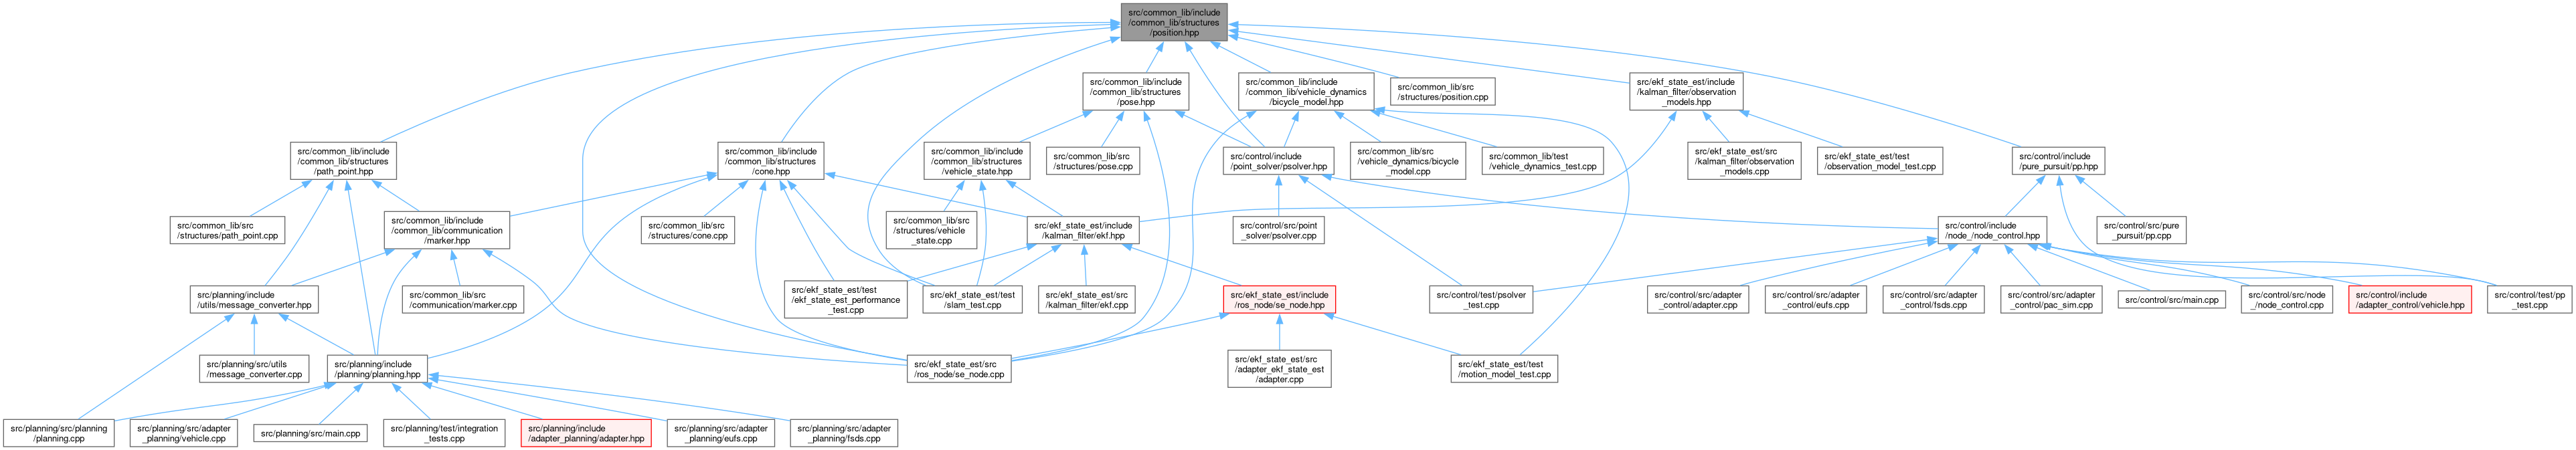 src/common_lib/include
/common_lib/structures
/position.hpp
src/common_lib/include
/common_lib/structures
/pose.hpp
src/common_lib/include
/common_lib/vehicle_dynamics
/bicycle_model.hpp
src/common_lib/src
/structures/position.cpp
src/ekf_state_est/include
/kalman_filter/observation
_models.hpp
src/common_lib/include
/common_lib/structures
/path_point.hpp
src/common_lib/include
/common_lib/structures
/cone.hpp
src/common_lib/include
/common_lib/structures
/vehicle_state.hpp
src/common_lib/src
/structures/pose.cpp
src/control/include
/point_solver/psolver.hpp
src/common_lib/src
/vehicle_dynamics/bicycle
_model.cpp
src/common_lib/test
/vehicle_dynamics_test.cpp
src/ekf_state_est/src
/kalman_filter/observation
_models.cpp
src/ekf_state_est/test
/observation_model_test.cpp
src/control/include
/pure_pursuit/pp.hpp
src/common_lib/src
/structures/path_point.cpp
src/common_lib/include
/common_lib/communication
/marker.hpp
src/common_lib/src
/structures/cone.cpp
src/common_lib/src
/structures/vehicle
_state.cpp
src/ekf_state_est/include
/kalman_filter/ekf.hpp
src/control/src/point
_solver/psolver.cpp
src/control/include
/node_/node_control.hpp
src/control/src/pure
_pursuit/pp.cpp
src/planning/include
/utils/message_converter.hpp
src/common_lib/src
/communication/marker.cpp
src/ekf_state_est/test
/ekf_state_est_performance
_test.cpp
src/ekf_state_est/test
/slam_test.cpp
src/ekf_state_est/src
/kalman_filter/ekf.cpp
src/ekf_state_est/include
/ros_node/se_node.hpp
src/control/test/psolver
_test.cpp
src/control/src/adapter
_control/adapter.cpp
src/control/src/adapter
_control/eufs.cpp
src/control/src/adapter
_control/fsds.cpp
src/control/src/adapter
_control/pac_sim.cpp
src/control/src/main.cpp
src/control/src/node
_/node_control.cpp
src/control/include
/adapter_control/vehicle.hpp
src/control/test/pp
_test.cpp
src/planning/src/utils
/message_converter.cpp
src/planning/include
/planning/planning.hpp
src/ekf_state_est/src
/ros_node/se_node.cpp
src/ekf_state_est/src
/adapter_ekf_state_est
/adapter.cpp
src/ekf_state_est/test
/motion_model_test.cpp
src/planning/src/planning
/planning.cpp
src/planning/src/adapter
_planning/vehicle.cpp
src/planning/src/main.cpp
src/planning/test/integration
_tests.cpp
src/planning/include
/adapter_planning/adapter.hpp
src/planning/src/adapter
_planning/eufs.cpp
src/planning/src/adapter
_planning/fsds.cpp